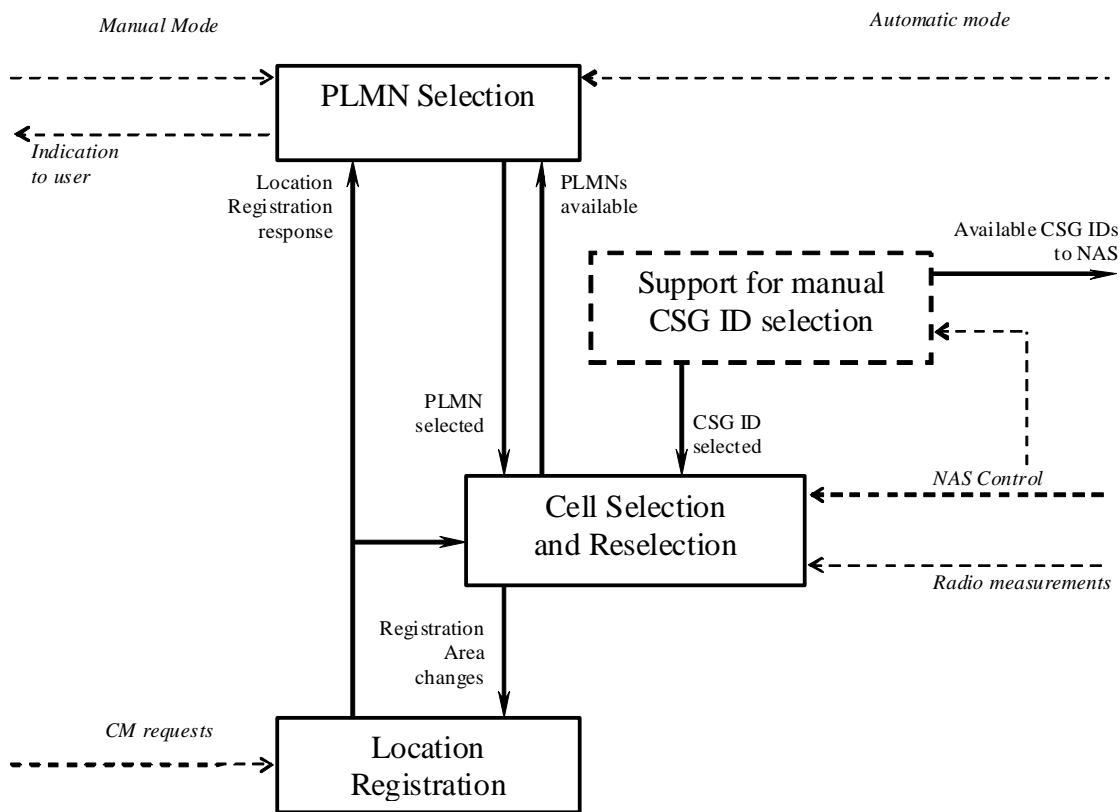 Manual Mode
Automatic mode
PLMN Selection
Indication
to user
Location
Registration
response
PLMNs
available
Available CSG IDs
to NAS
Support for manual
CSG ID selection
PLMN
selected
CSG ID
selected
NAS Control
Cell Selection
and Reselection
Radio measurements
Registration
Area
changes
CM requests
Location
Registration